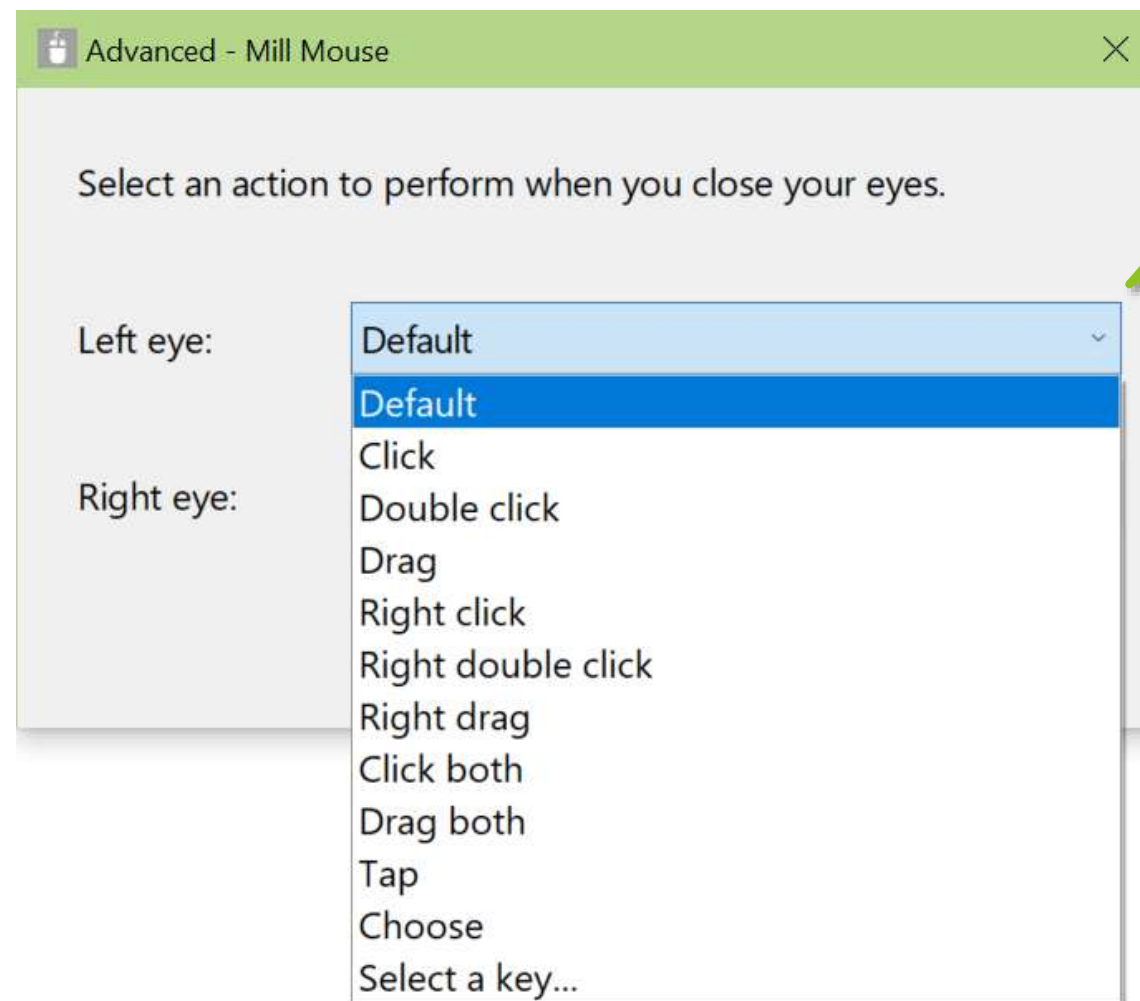 Advanced - Mill Mouse
Select an action to perform when you close your eyes.
Left eye:
Default
Default
Click
Double click
Right eye:
Drag
Right click
Right double click
Right drag
Click both
Drag both
Tap
Choose
Select a key...